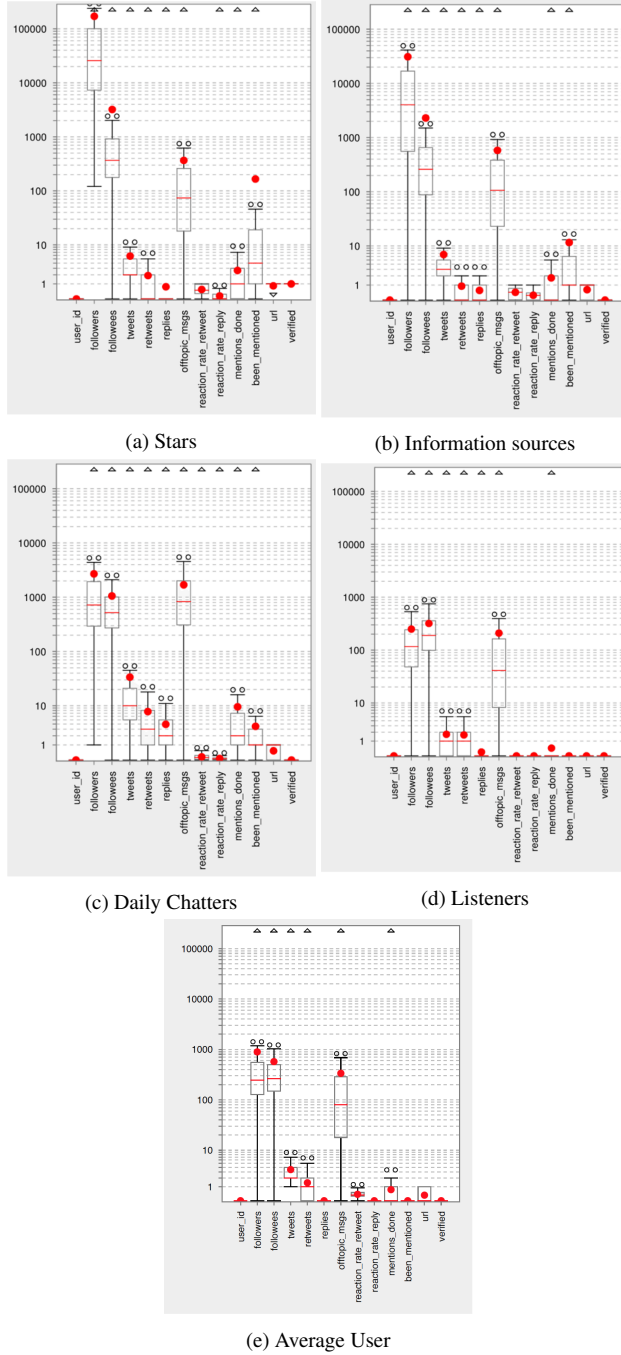 100000
10000
1000
100
10
1
user_id
followers
followees
tweets
retweets
replies
offtopic_msgs
reaction_rate_retweet
reaction_rate_reply
mentions_done
been_mentioned
url
verified
(a) Stars
100000
10000
1000
100
10
1
user_id
followers
followees
tweets
retweets
replies
offtopic_msgs
reaction_rate_retweet
reaction_rate_reply
mentions_done
been_mentioned
url
verified
(b) Information sources
100000
10000
1000
100
10
1
user_id
followers
followees
tweets
retweets
replies
offtopic_msgs
reaction_rate_retweet
reaction_rate_reply
mentions_done
been_mentioned
url
verified
(c) Daily Chatters
100000
10000
1000
100
10
1
user_id
followers
followees
tweets
retweets
replies
offtopic_msgs
reaction_rate_retweet
reaction_rate_reply
mentions_done
been_mentioned
url
verified
(d) Listeners
100000
10000
1000
100
10
1
user_id
followers
followees
tweets
retweets
replies
offtopic_msgs
reaction_rate_retweet
reaction_rate_reply
mentions_done
been_mentioned
url
verified
(e) Average User